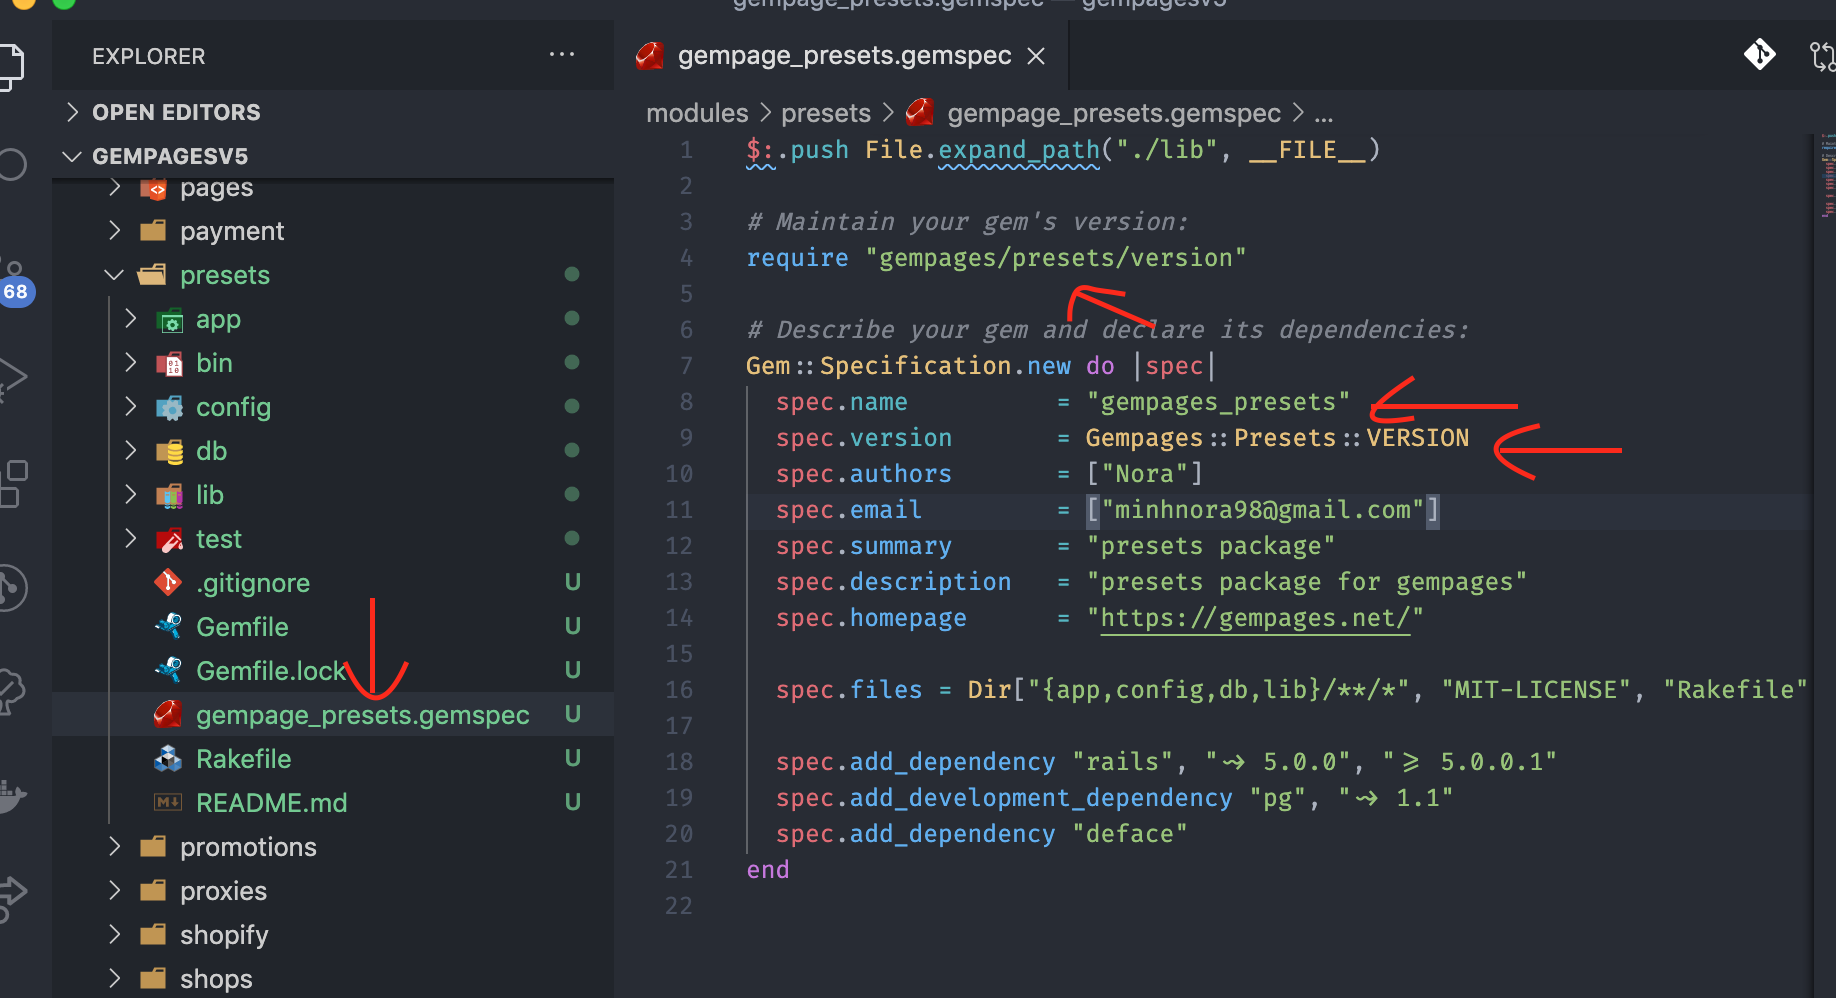 gempage_presets.gemspec — gempagesv5
EXPLORER
...
OPEN EDITORS
GEMPAGESV5
pages
payment
presets
app
bin
config
db
lib
test
.gitignore U
Gemfile U
Gemfile.lock U
gempage_presets.gemspec U
Rakefile U
README.md U
promotions
proxies
shopify
shops
68
gempage_presets.gemspec ×
modules > presets > gempage_presets.gemspec > ...
1 $:.push File.expand_path("./lib", __FILE__)
2
3 # Maintain your gem's version:
4 require "gempages/presets/version"
5
6 # Describe your gem and declare its dependencies:
7 Gem::Specification.new do |spec|
8 spec.name = "gempages_presets"
9 spec.version = Gempages::Presets::VERSION
10 spec.authors = ["Nora"]
11 spec.email = ["minhnora98@gmail.com"]
12 spec.summary = "presets package"
13 spec.description = "presets package for gempages"
14 spec.homepage = "https://gempages.net/"
15
16 spec.files = Dir["{app,config,db,lib}/**/*", "MIT-LICENSE", "Rakefile"
17
18 spec.add_dependency "rails", "~> 5.0.0", ">= 5.0.0.1"
19 spec.add_development_dependency "pg", "~> 1.1"
20 spec.add_dependency "deface"
21 end
22